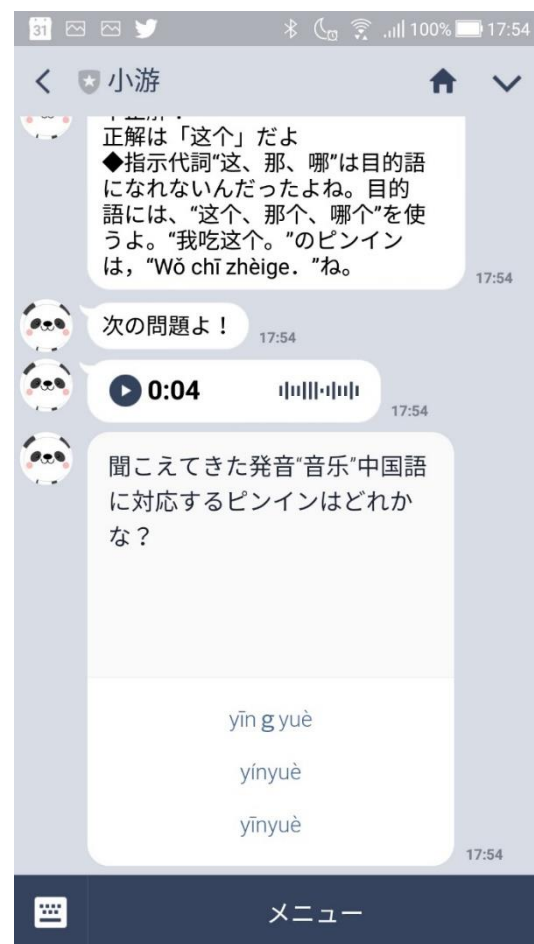 31 100% 17:54
小游
正解は「这个」だよ
◆指示代詞“这、那、哪”は目的語
になれないんだったよね。目的
語には、“这个、那个、哪个”を使
うよ。“我吃这个。”のピンイン
は，“Wǒ chī zhèige．”ね。
17:54
次の問題よ！
17:54
0:04
17:54
聞こえてきた発音“音乐”中国語
に対応するピンインはどれか
な？
yīngyuè
yínyuè
yīnyuè
17:54
メニュー